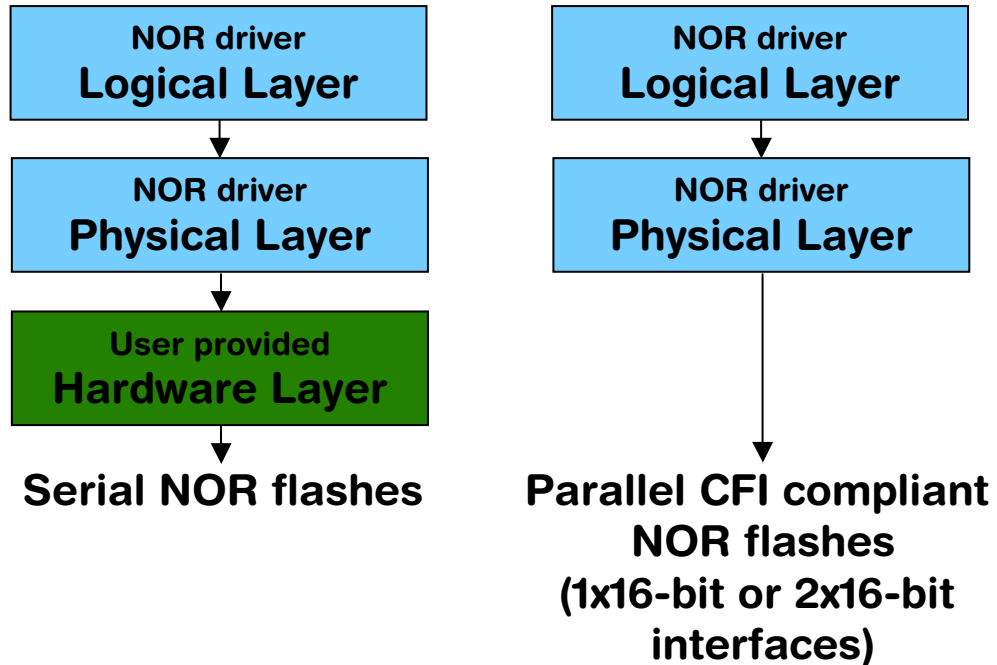 NOR driver
Logical Layer
NOR driver
Physical Layer
User provided
Hardware Layer
Serial NOR flashes
NOR driver
Logical Layer
NOR driver
Physical Layer
Parallel CFI compliant
NOR flashes
(1x16-bit or 2x16-bit
interfaces)